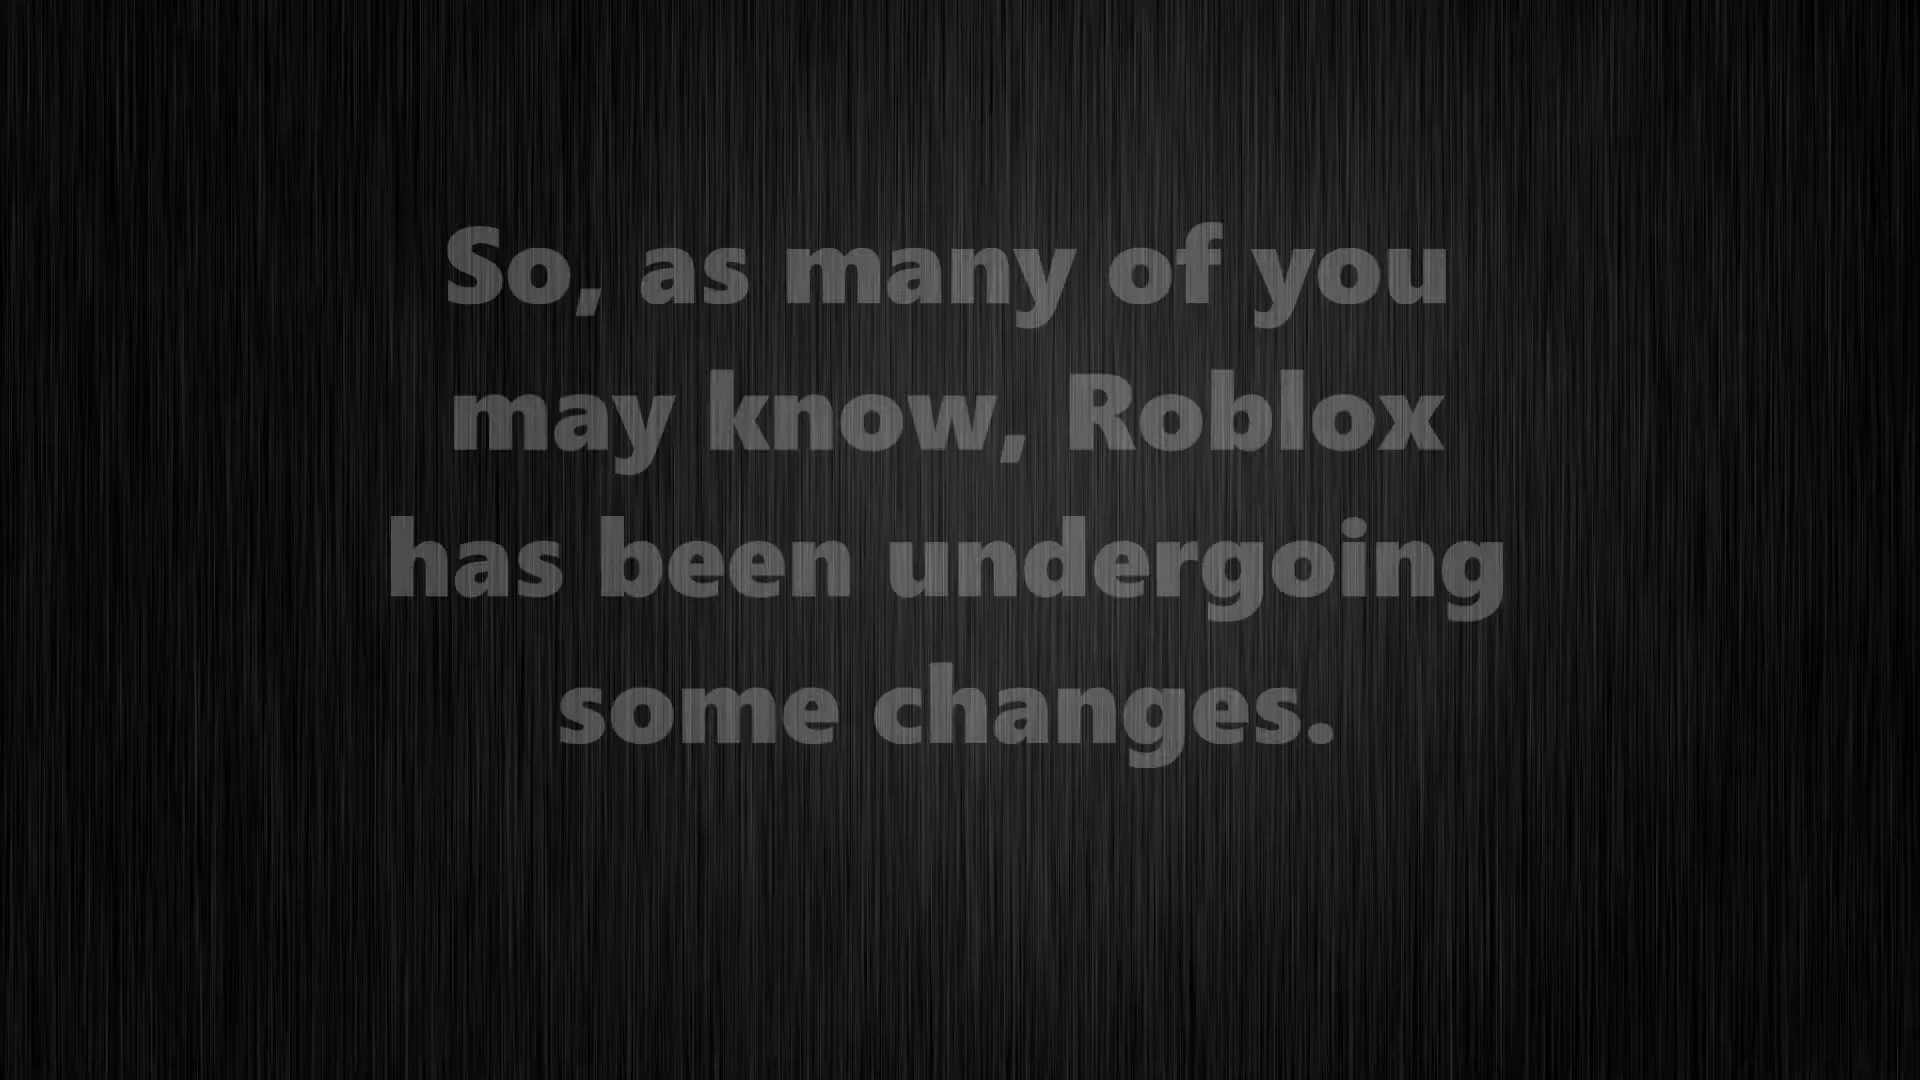 So, as many of you
may know, Roblox
has been undergoing
some changes.